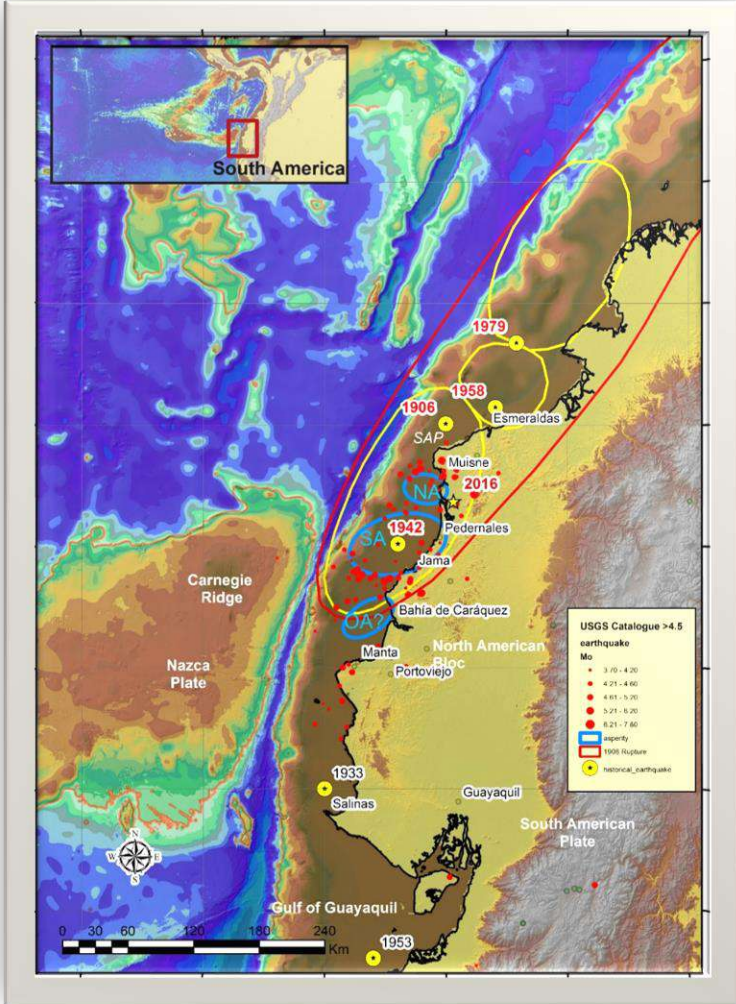 South America
1979
1958
1906
Esmeraldas
SAP
Muisne
NA
2016
Pedernales
1942
SA
Jama
Carnegie
Ridge
Bahía de Caráquez
OA?
Manta
North American
Bloc
Nazca
Plate
Portoviejo
1933
Salinas
Guayaquil
South American
Plate
N
W E
S
Gulf of Guayaquil
0 30 60 120 180 240
Km
1953
USGS Catalogue >4.5
earthquake
Mo
3.70 - 4.20
4.21 - 4.60
4.61 - 5.20
5.21 - 6.20
6.21 - 7.80
asperity
1906 Rupture
historical_earthquake